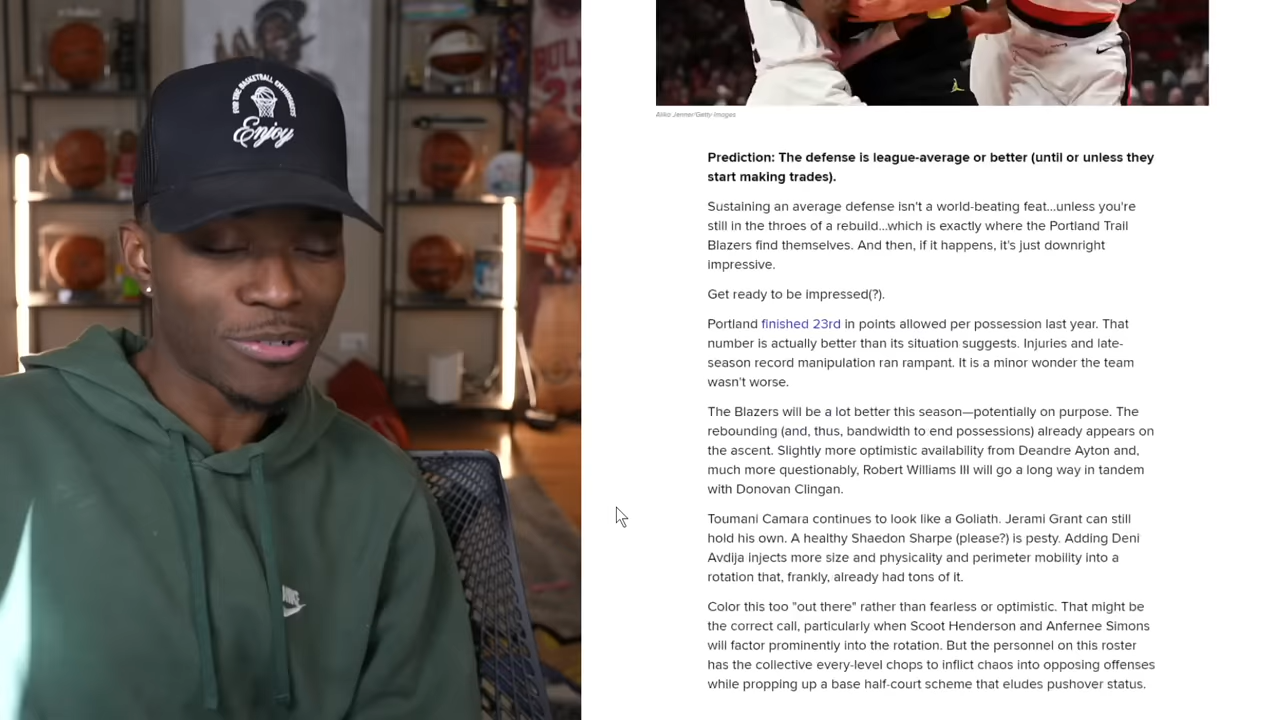 FOR THE BASKETBALL ENTHUSIASTS
Enjoy
BULLS
23
NIKE
Alika Jenner/Getty Images
Prediction: The defense is league-average or better (until or unless they
start making trades).
Sustaining an average defense isn't a world-beating feat...unless you're
still in the throes of a rebuild...which is exactly where the Portland Trail
Blazers find themselves. And then, if it happens, it's just downright
impressive.
Get ready to be impressed(?).
Portland finished 23rd in points allowed per possession last year. That
number is actually better than its situation suggests. Injuries and late-
season record manipulation ran rampant. It is a minor wonder the team
wasn't worse.
The Blazers will be a lot better this season—potentially on purpose. The
rebounding (and, thus, bandwidth to end possessions) already appears on
the ascent. Slightly more optimistic availability from Deandre Ayton and,
much more questionably, Robert Williams III will go a long way in tandem
with Donovan Clingan.
Toumani Camara continues to look like a Goliath. Jerami Grant can still
hold his own. A healthy Shaedon Sharpe (please?) is pesty. Adding Deni
Avdija injects more size and physicality and perimeter mobility into a
rotation that, frankly, already had tons of it.
Color this too "out there" rather than fearless or optimistic. That might be
the correct call, particularly when Scoot Henderson and Anfernee Simons
will factor prominently into the rotation. But the personnel on this roster
has the collective every-level chops to inflict chaos into opposing offenses
while propping up a base half-court scheme that eludes pushover status.